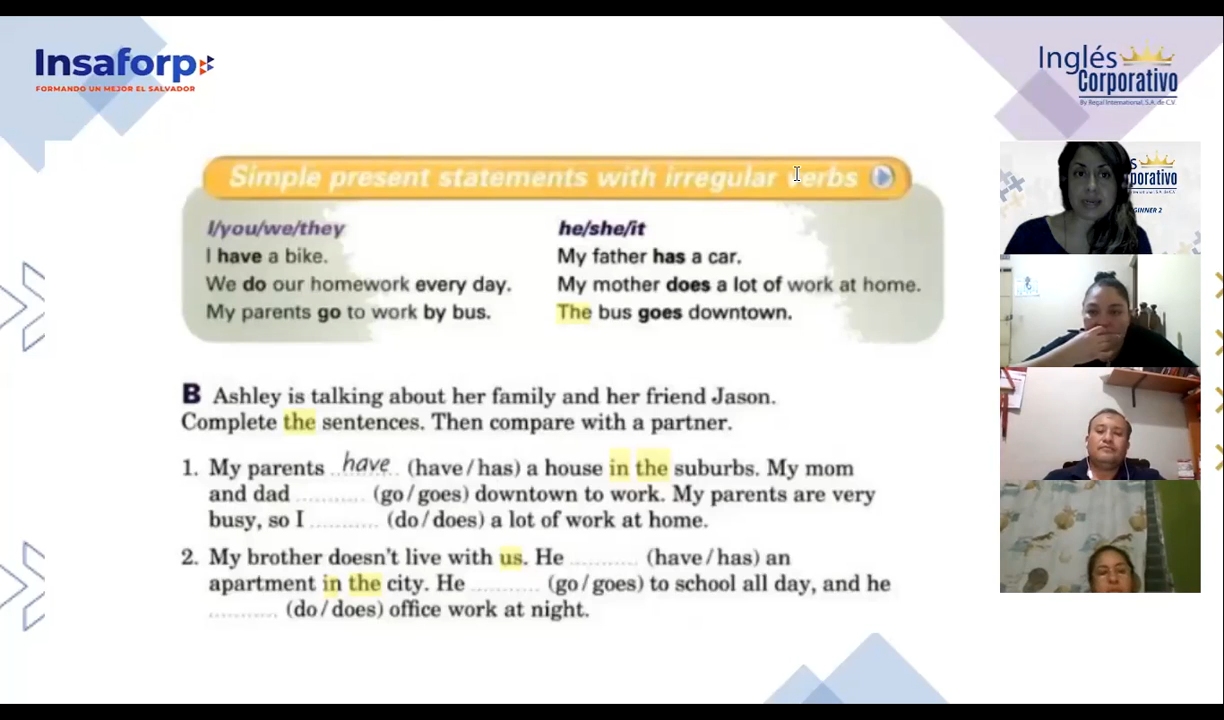 Insaforp
FORMANDO UN MEJOR EL SALVADOR
Inglés
Corporativo
By Regal International, S.A. de C.V.
Simple present statements with irregular verbs
I/you/we/they
I have a bike.
We do our homework every day.
My parents go to work by bus.
he/she/it
My father has a car.
My mother does a lot of work at home.
The bus goes downtown.
B Ashley is talking about her family and her friend Jason.
Complete the sentences. Then compare with a partner.
1. My parents ..have.. (have/has) a house in the suburbs. My mom
and dad .......... (go/goes) downtown to work. My parents are very
busy, so I .......... (do/does) a lot of work at home.
2. My brother doesn't live with us. He .......... (have/has) an
apartment in the city. He .......... (go/goes) to school all day, and he
.......... (do/does) office work at night.